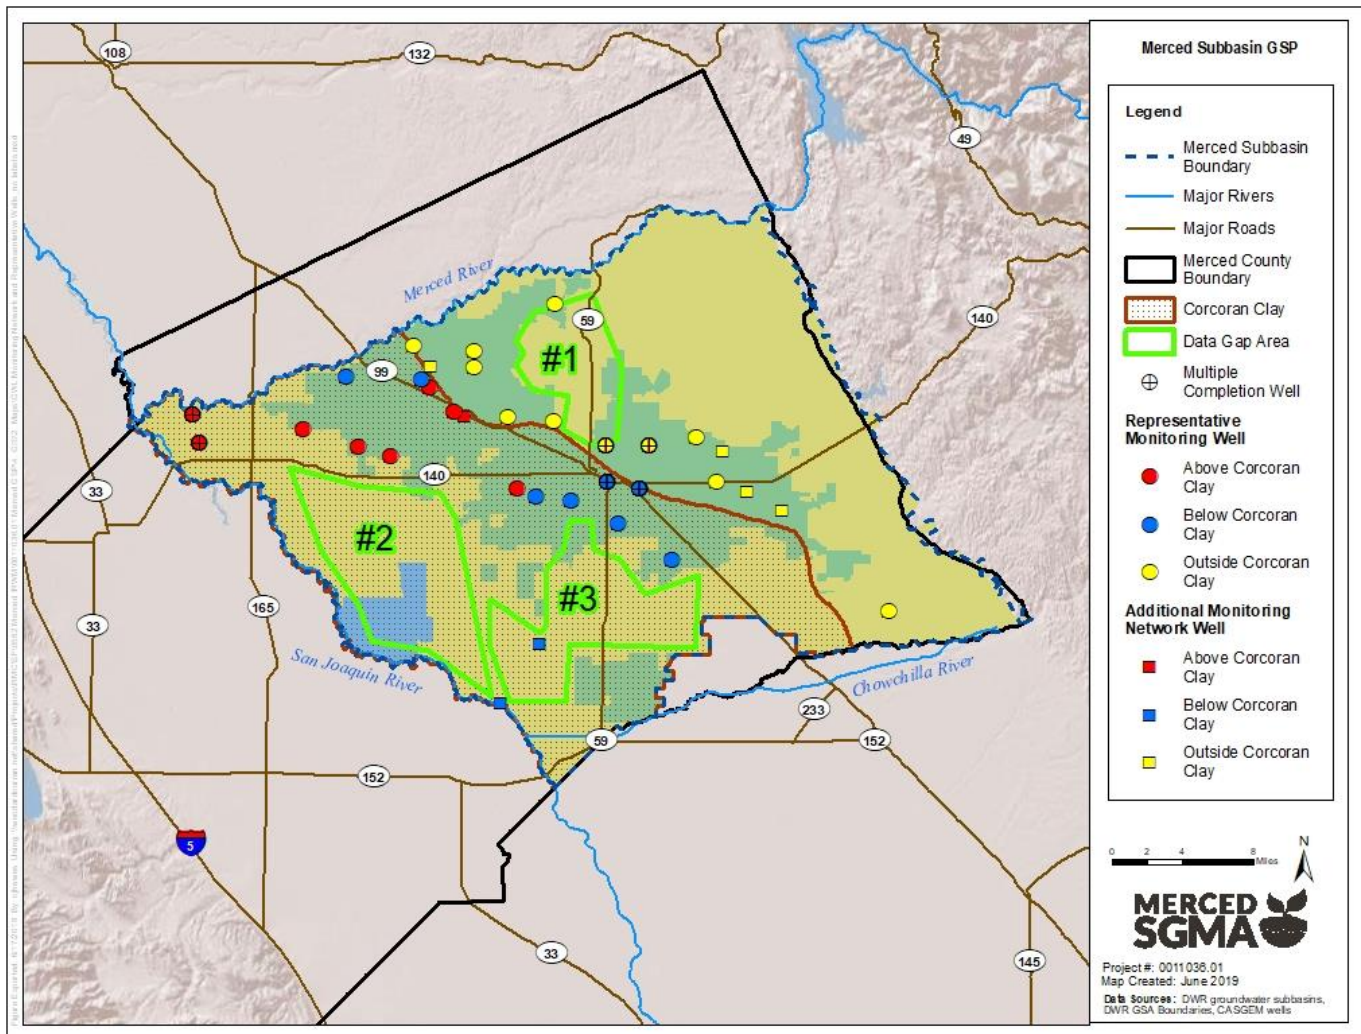 108
132
49
Merced River
59
#1
140
99
140
33
#2
#3
165
33
San Joaquin River
Chowchilla River
233
59
152
152
5
33
145
Merced Subbasin GSP
Legend
Merced Subbasin
Boundary
Major Rivers
Major Roads
Merced County
Boundary
Corcoran Clay
Data Gap Area
Multiple
Completion Well
Representative
Monitoring Well
Above Corcoran
Clay
Below Corcoran
Clay
Outside Corcoran
Clay
Additional Monitoring
Network Well
Above Corcoran
Clay
Below Corcoran
Clay
Outside Corcoran
Clay
0 2 4 8
Miles
N
MERCED
SGMA
Project #: 0011036.01
Map Created: June 2019
Data Sources: DWR groundwater subbasins,
DWR GSA Boundaries, CASGEM wells